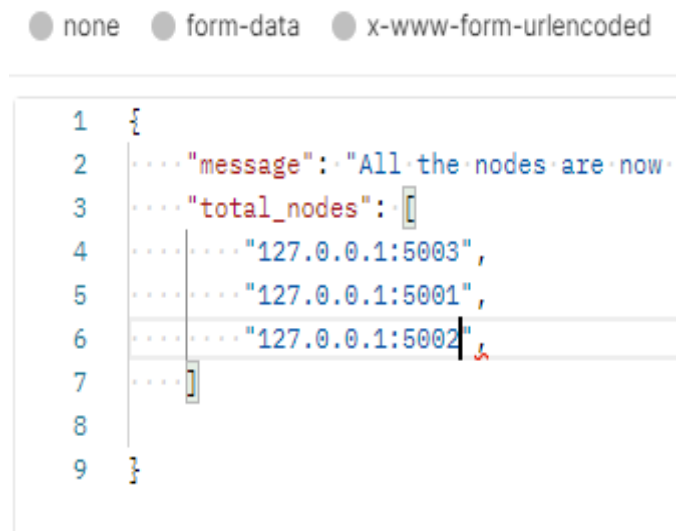 none form-data x-www-form-urlencoded
1 {
2 "message": "All the nodes are now
3 "total_nodes": [
4 "127.0.0.1:5003",
5 "127.0.0.1:5001",
6 "127.0.0.1:5002",
7 ]
8
9 }